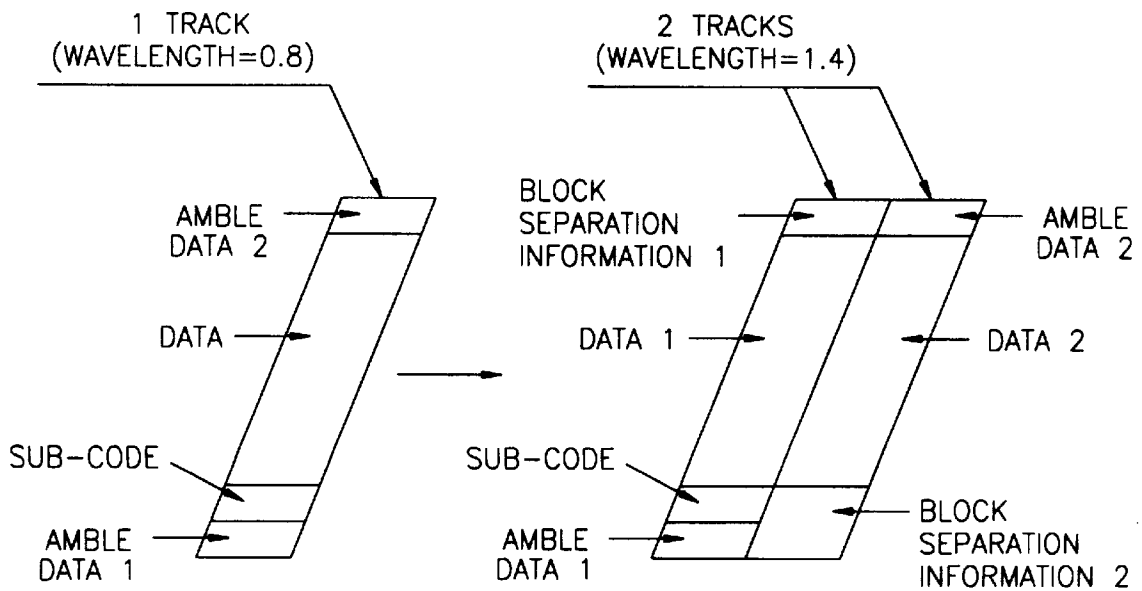 1 TRACK
(WAVELENGTH=0.8)
AMBLE
DATA 2
DATA
SUB-CODE
AMBLE
DATA 1
2 TRACKS
(WAVELENGTH=1.4)
BLOCK
SEPARATION
INFORMATION 1
AMBLE
DATA 2
DATA 1
DATA 2
SUB-CODE
AMBLE
DATA 1
BLOCK
SEPARATION
INFORMATION 2